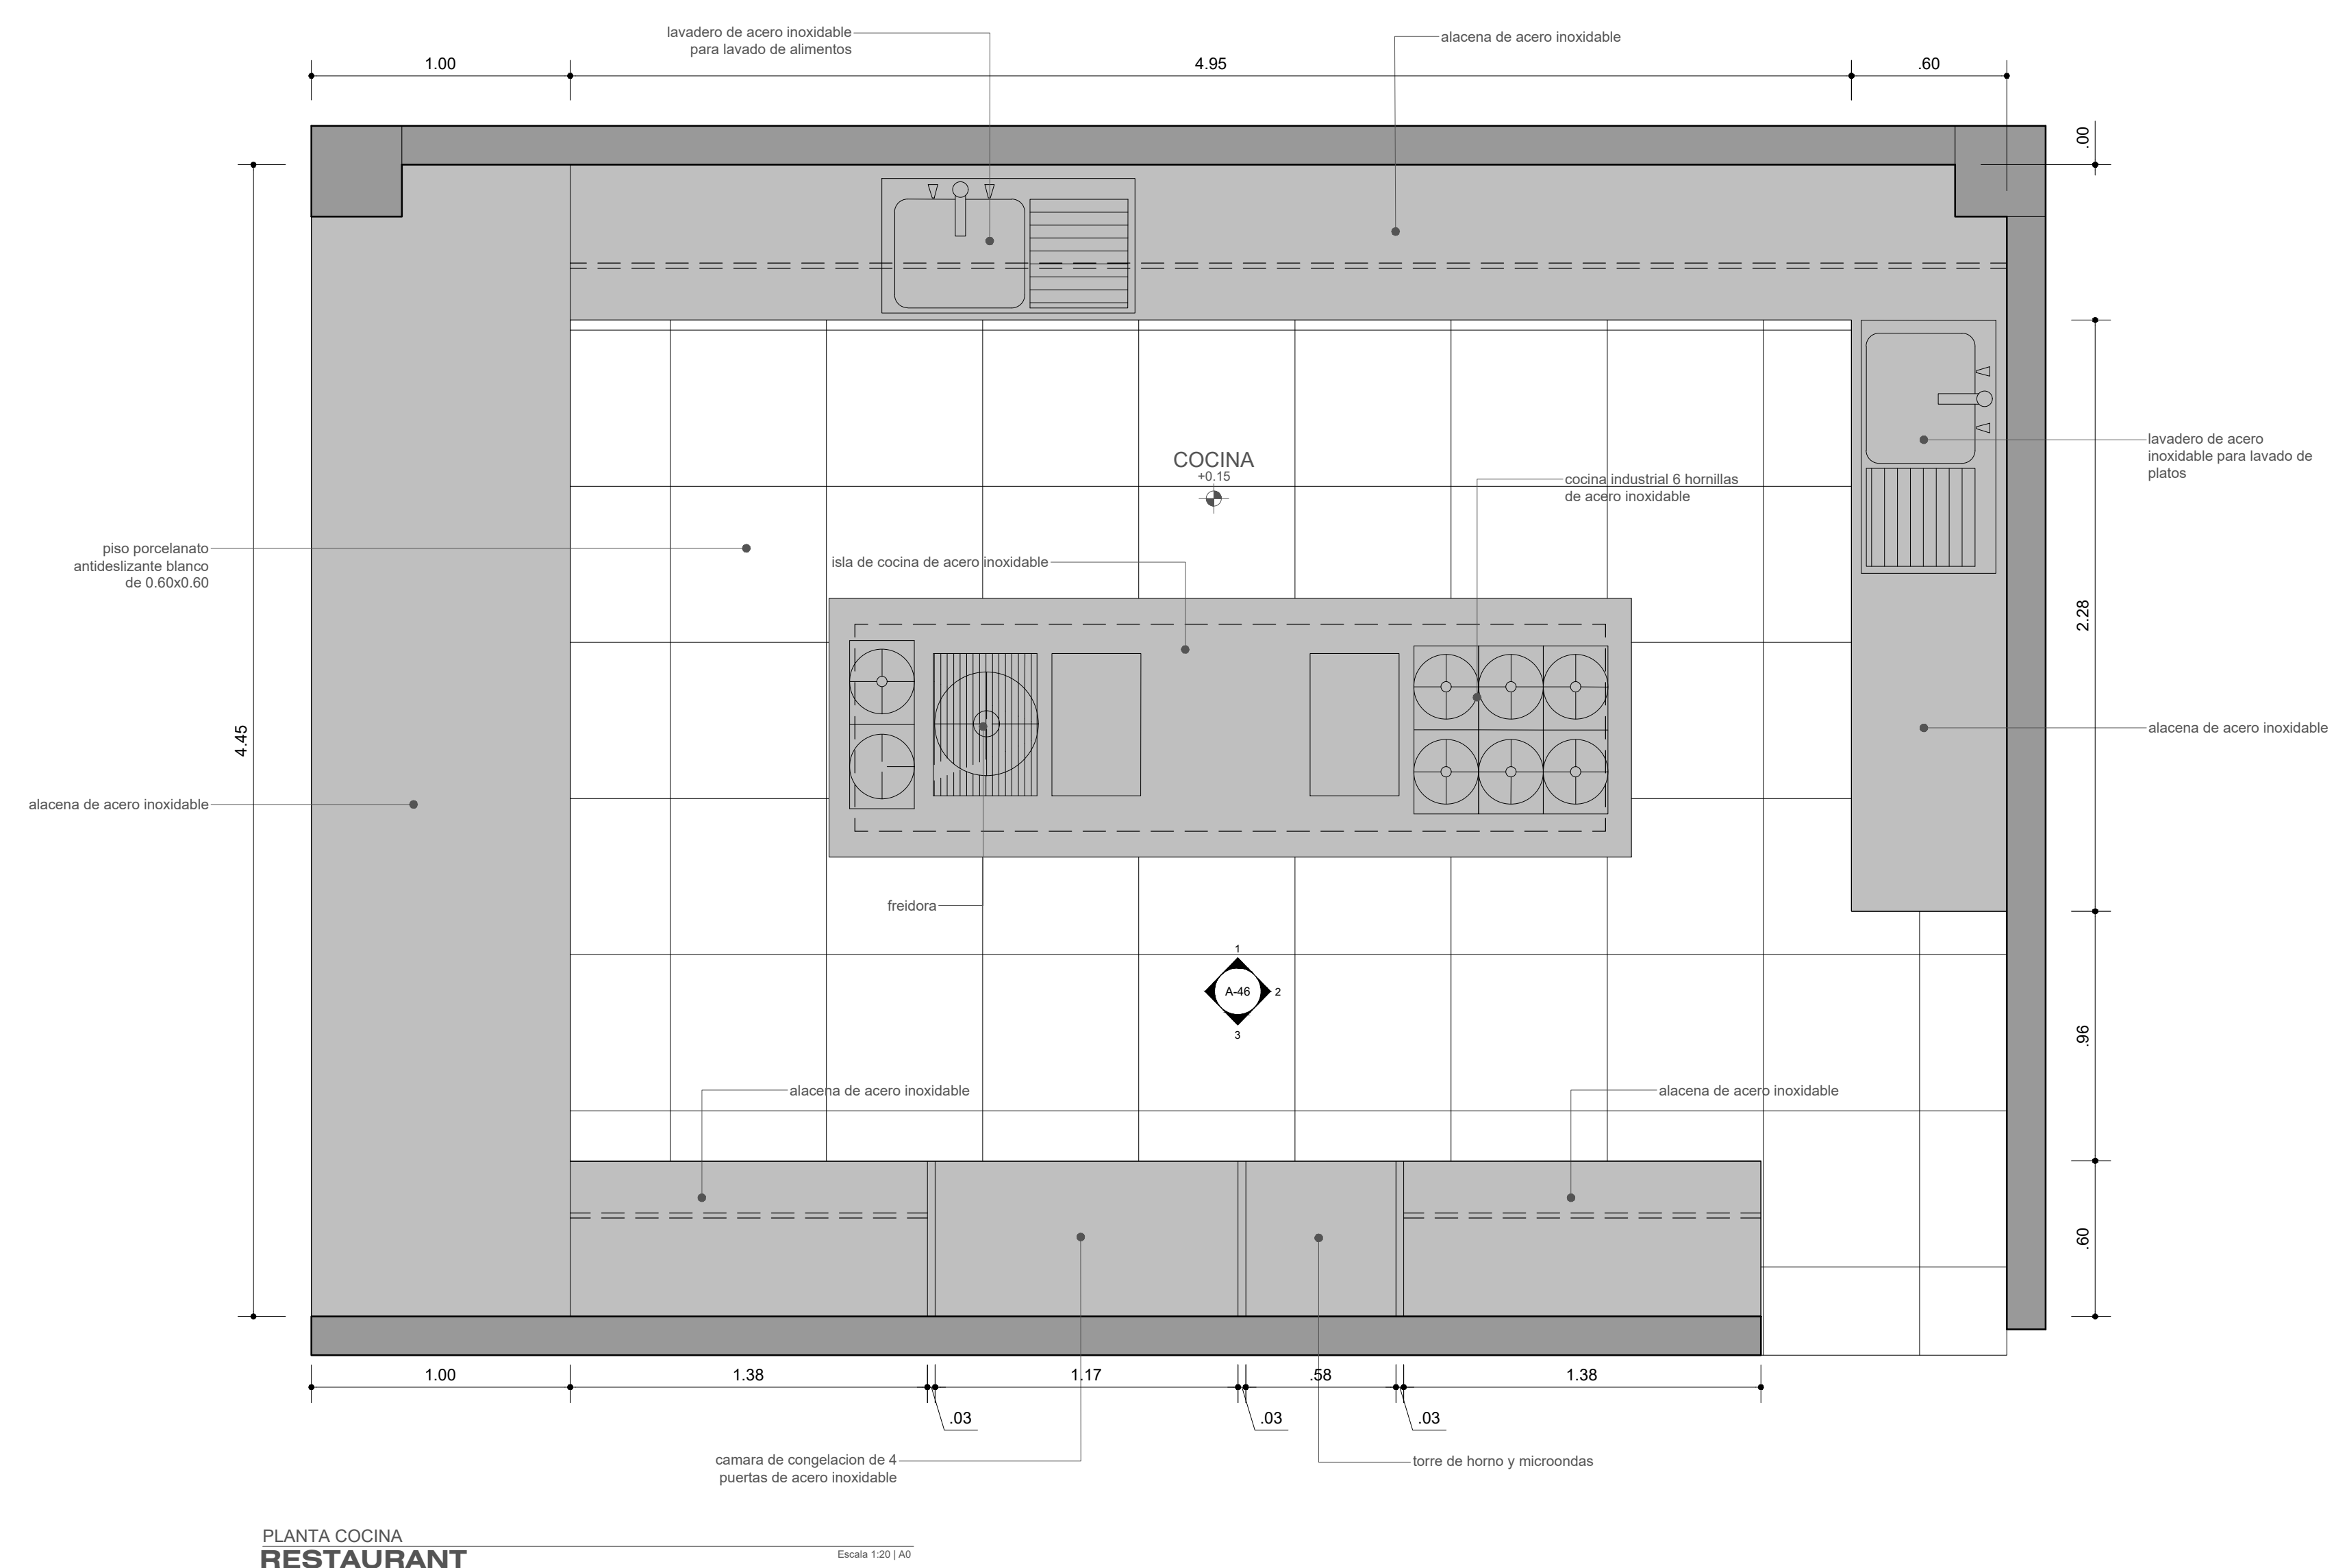 lavadero de acero inoxidable
para lavado de alimentos
alacena de acero inoxidable
1.00
4.95
.60
.00
COCINA
+0.15
cocina industrial 6 hornillas
de acero inoxidable
lavadero de acero
inoxidable para lavado de
platos
piso porcelanato
antideslizante blanco
de 0.60x0.60
isla de cocina de acero inoxidable
2.28
4.45
alacena de acero inoxidable
alacena de acero inoxidable
freidora
1
A-46
2
3
.96
alacena de acero inoxidable
alacena de acero inoxidable
.60
1.00
1.38
1.17
.58
1.38
.03
.03
.03
camara de congelacion de 4
puertas de acero inoxidable
torre de horno y microondas
PLANTA COCINA
RESTAURANT
Escala 1:20 | A0